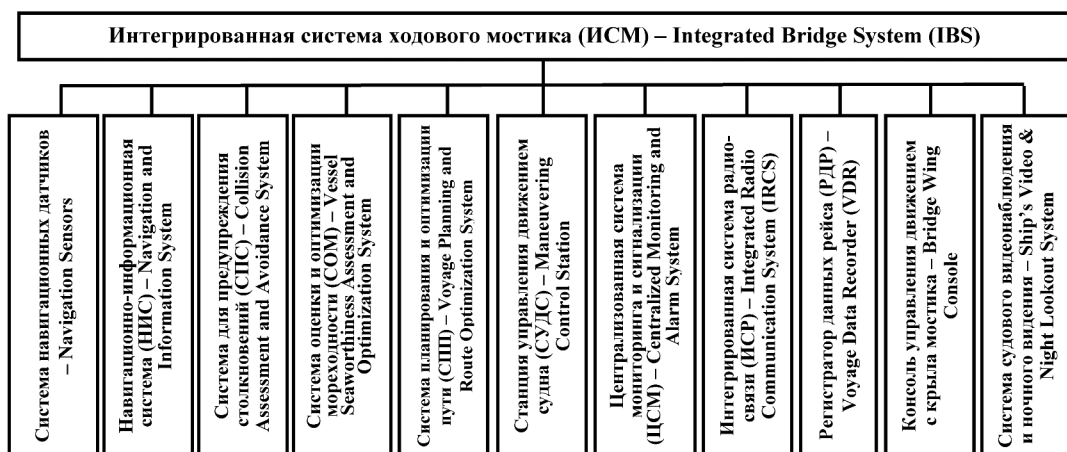 Интегрированная система ходового мостика (ИСМ) – Integrated Bridge System (IBS)
Система навигационных датчиков
– Navigation Sensors
Навигационно-информационная
система (НИС) – Navigation and
Information System
Система для предупреждения
столкновений (СПС) – Collision
Assessment and Avoidance System
Система оценки и оптимизации
мореходности (СОМ) – Vessel
Seaworthiness Assessment and
Optimization System
Система планирования и оптимизации
пути (СПП) – Voyage Planning and
Route Optimization System
Станция управления движением
судна (СУДС) – Maneuvering
Control Station
Централизованная система
мониторинга и сигнализации
(ЦСМ) – Centralized Monitoring and
Alarm System
Интегрированная система радио-
связи (ИСР) – Integrated Radio
Communication System (IRCS)
Регистратор данных рейса (РДР) –
Voyage Data Recorder (VDR)
Консоль управления движением
с крыла мостика – Bridge Wing
Console
Система судового видеонаблюдения
и ночного видения – Ship’s Video &
Night Lookout System